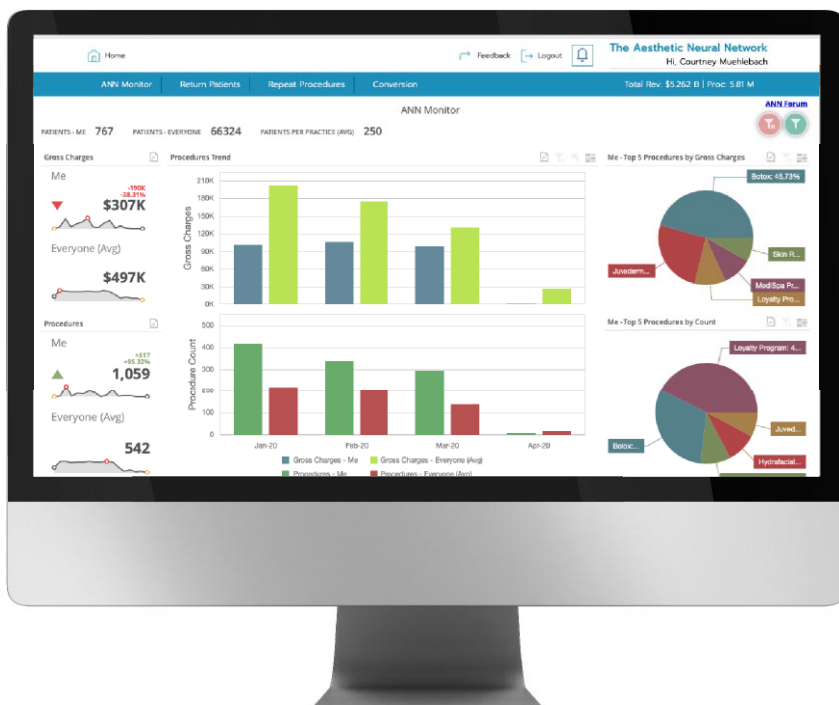 Home
Feedback
Logout
The Aesthetic Neural Network
Hi, Courtney Muehlebach
ANN Monitor Return Patients Repeat Procedures Conversion Total Rev: $5.262 B | Proc: 5.81 M
ANN Monitor
ANN Forum
PATIENTS - ME 767 PATIENTS - EVERYONE 66324 PATIENTS PER PRACTICE (AVG) 250
Gross Charges
Me
-190K
-38.31%
$307K
Everyone (Avg)
$497K
Procedures
Me
+517
+95.32%
1,059
Everyone (Avg)
542
Procedures Trend
Gross Charges
210K
180K
150K
120K
90K
60K
30K
0K
Procedure Count
500
400
300
200
100
0
Jan-20 Feb-20 Mar-20 Apr-20
Gross Charges - Me Gross Charges - Everyone (Avg)
Procedures - Me Procedures - Everyone (Avg)
Me - Top 5 Procedures by Gross Charges
Botox: 45.73%
Skin R...
MediSpa Pr...
Loyalty Pro...
Juvederm...
Me - Top 5 Procedures by Count
Loyalty Program: 4...
Juved...
Hydrafacial...
Botox:...